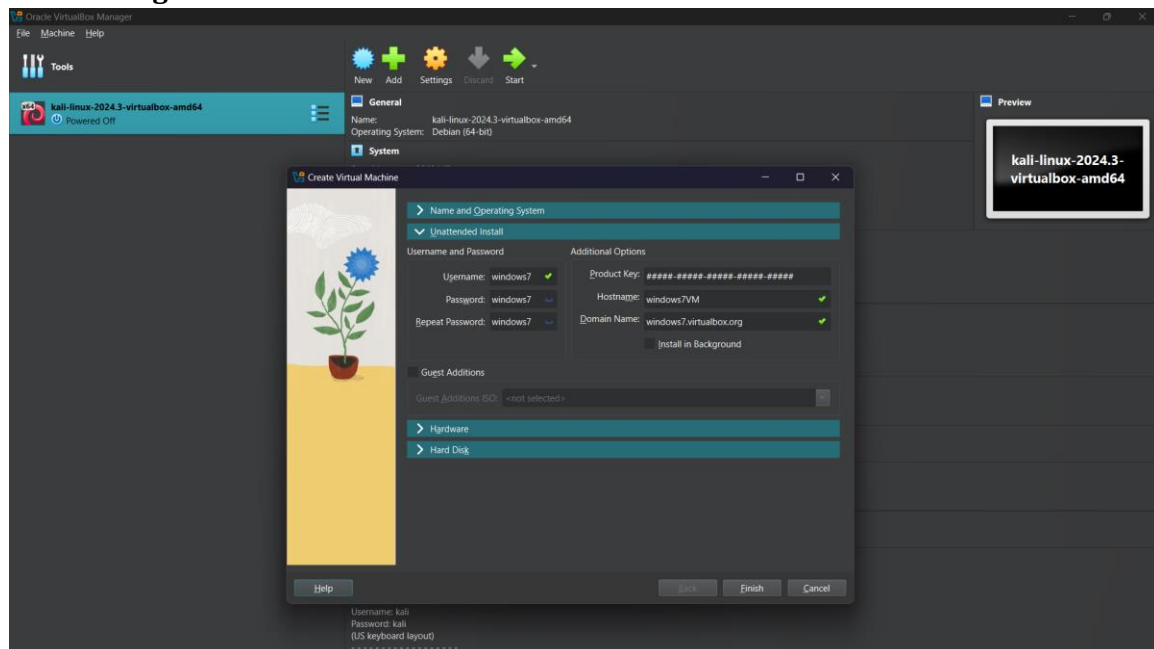 Oracle VirtualBox Manager
File Machine Help
Tools
New Add Settings Discard Start
kali-linux-2024.3-virtualbox-amd64
Powered Off
General
Name: kali-linux-2024.3-virtualbox-amd64
Operating System: Debian (64-bit)
System
Preview
kali-linux-2024.3-
virtualbox-amd64
Create Virtual Machine
Name and Operating System
Unattended Install
Username and Password
Additional Options
Username: windows7
Password: windows7
Repeat Password: windows7
Product Key: #####-#####-#####-#####-#####
Hostname: windows7VM
Domain Name: windows7.virtualbox.org
Install in Background
Guest Additions
Guest Additions ISO: <not selected>
Hardware
Hard Disk
Help Back Finish Cancel
Username: kali
Password: kali
(US keyboard layout)